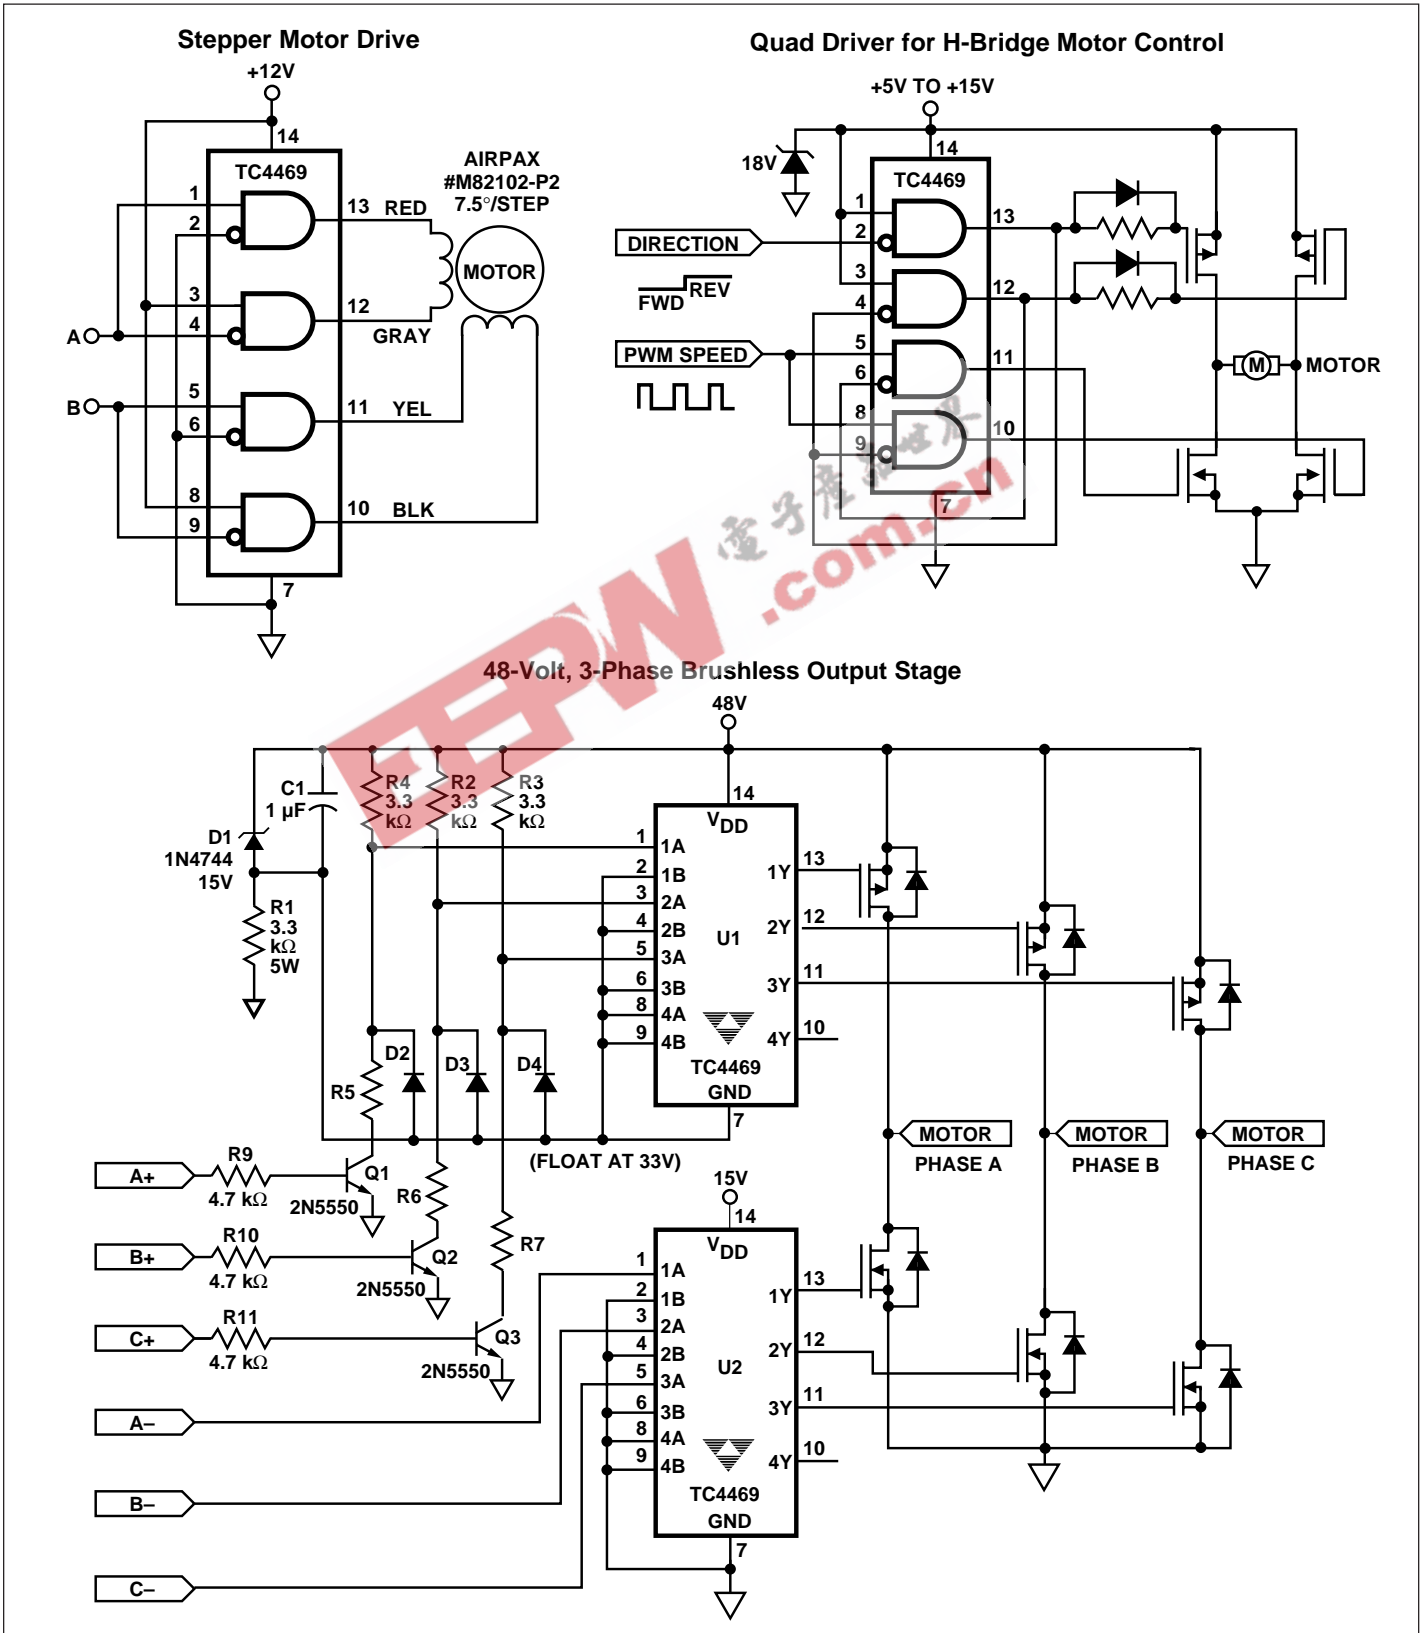 Stepper Motor Drive
+12V
14
TC4469
1
2
3
4
5
6
8
9
A
B
13 RED
12
GRAY
11 YEL
10 BLK
7
AIRPAX
#M82102-P2
7.5°/STEP
MOTOR
Quad Driver for H-Bridge Motor Control
+5V TO +15V
18V
14
TC4469
1
2
3
4
5
6
8
9
13
12
11
10
7
DIRECTION
FWD REV
PWM SPEED
M
MOTOR
電子產品世界
EEPW
.com.cn
48-Volt, 3-Phase Brushless Output Stage
48V
14
C1
1 µF
D1
1N4744
15V
R1
3.3
kΩ
5W
R4
3.3
kΩ
R2
3.3
kΩ
R3
3.3
kΩ
VDD
1 1A
2 1B
3 2A
4 2B
5 3A
6 3B
8 4A
9 4B
1Y 13
2Y 12
3Y 11
4Y 10
U1
TC4469
GND
7
D2
D3
D4
R5
R6
R7
(FLOAT AT 33V)
MOTOR
PHASE A
MOTOR
PHASE B
MOTOR
PHASE C
A+
R9
4.7 kΩ
Q1
2N5550
B+
R10
4.7 kΩ
Q2
2N5550
C+
R11
4.7 kΩ
Q3
2N5550
A–
B–
C–
15V
14
VDD
1 1A
2 1B
3 2A
4 2B
5 3A
6 3B
8 4A
9 4B
1Y 13
2Y 12
3Y 11
4Y 10
U2
TC4469
GND
7